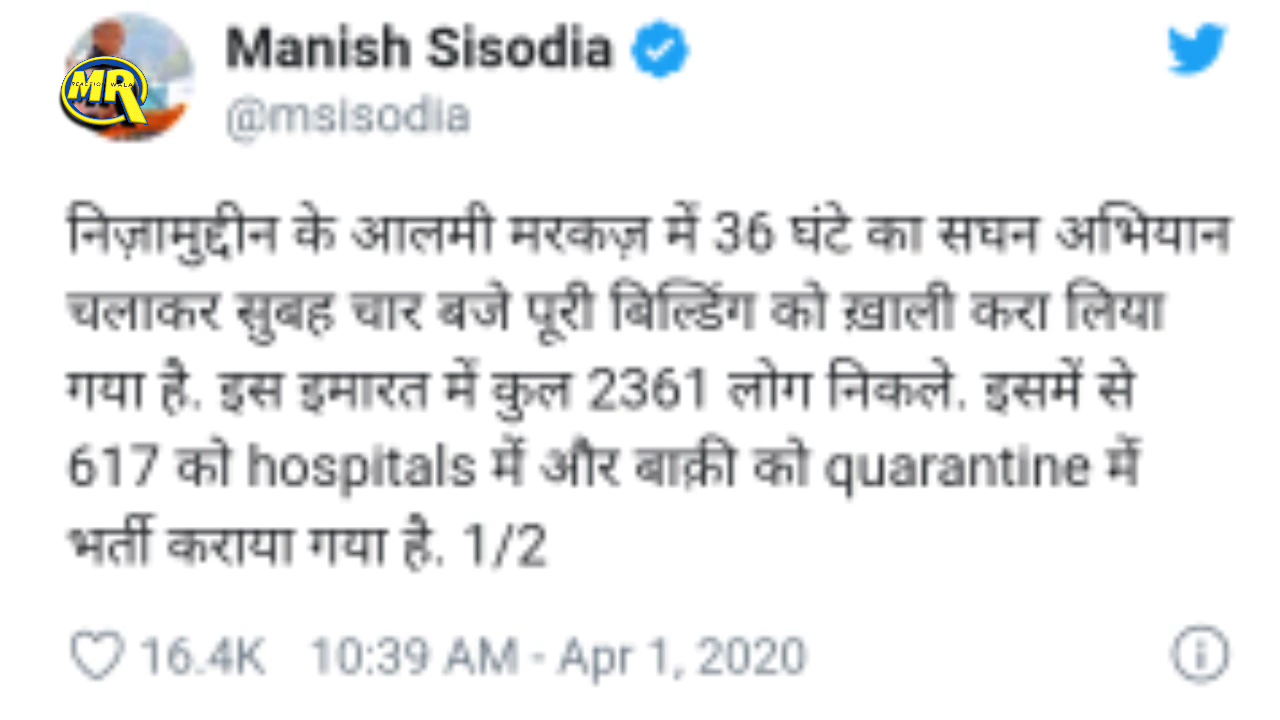 Manish Sisodia
@msisodia
MR
REACTION WALA
निज़ामुद्दीन के आलमी मरकज़ में 36 घंटे का सघन अभियान
चलाकर सुबह चार बजे पूरी बिल्डिंग को ख़ाली करा लिया
गया है. इस इमारत में कुल 2361 लोग निकले. इसमें से
617 को hospitals में और बाक़ी को quarantine में
भर्ती कराया गया है. 1/2
16.4K 10:39 AM - Apr 1, 2020